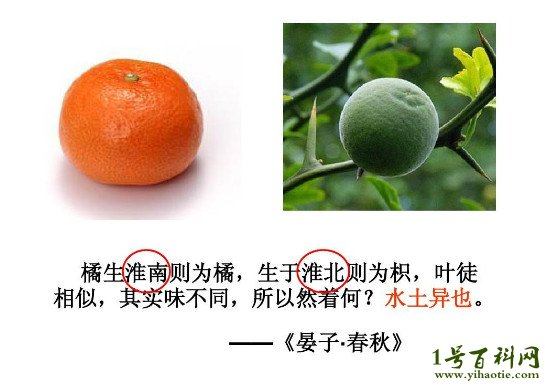 橘生淮南则为橘，生于淮北则为枳，叶徒
相似，其实味不同，所以然着何？水土异也。
——《晏子·春秋》
1号百科网
www.yihaotie.com